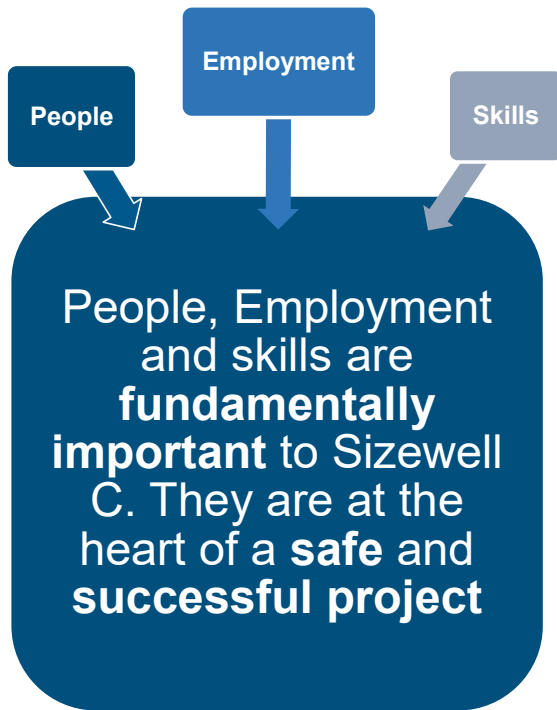 Employment
People
Skills
People, Employment
and skills are
fundamentally
important to Sizewell
C. They are at the
heart of a safe and
successful project